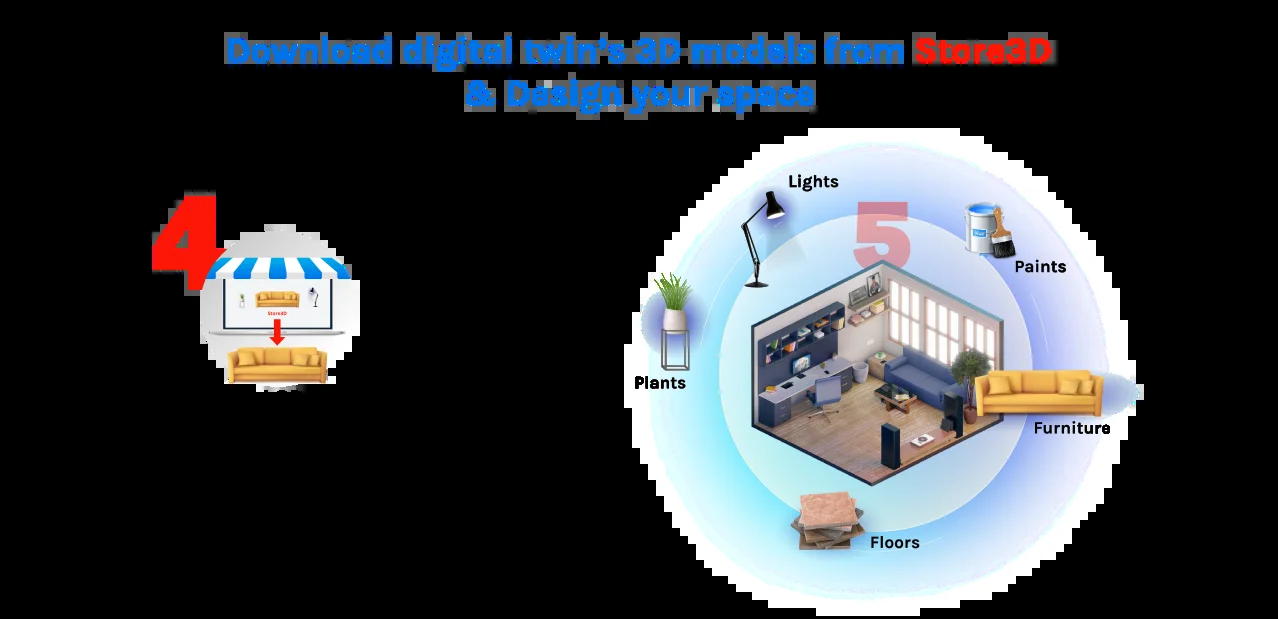 Download digital twin's 3D models from Store3D
& Design your space
4
Store3D
5
Lights
Paints
Plants
Furniture
Floors